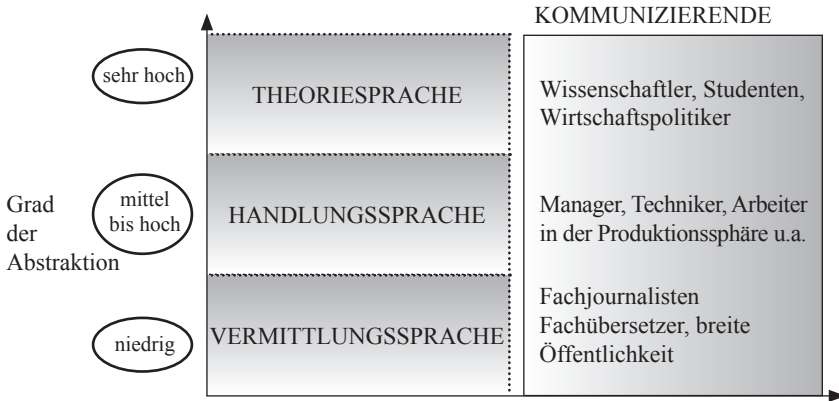 KOMMUNIZIERENDE
sehr hoch
THEORIESPRACHE
Wissenschaftler, Studenten,
Wirtschaftspolitiker
Grad
der
Abstraktion
mittel
bis hoch
HANDLUNGSSPRACHE
Manager, Techniker, Arbeiter
in der Produktionssphäre u.a.
niedrig
VERMITTLUNGSSPRACHE
Fachjournalisten
Fachübersetzer, breite
Öffentlichkeit